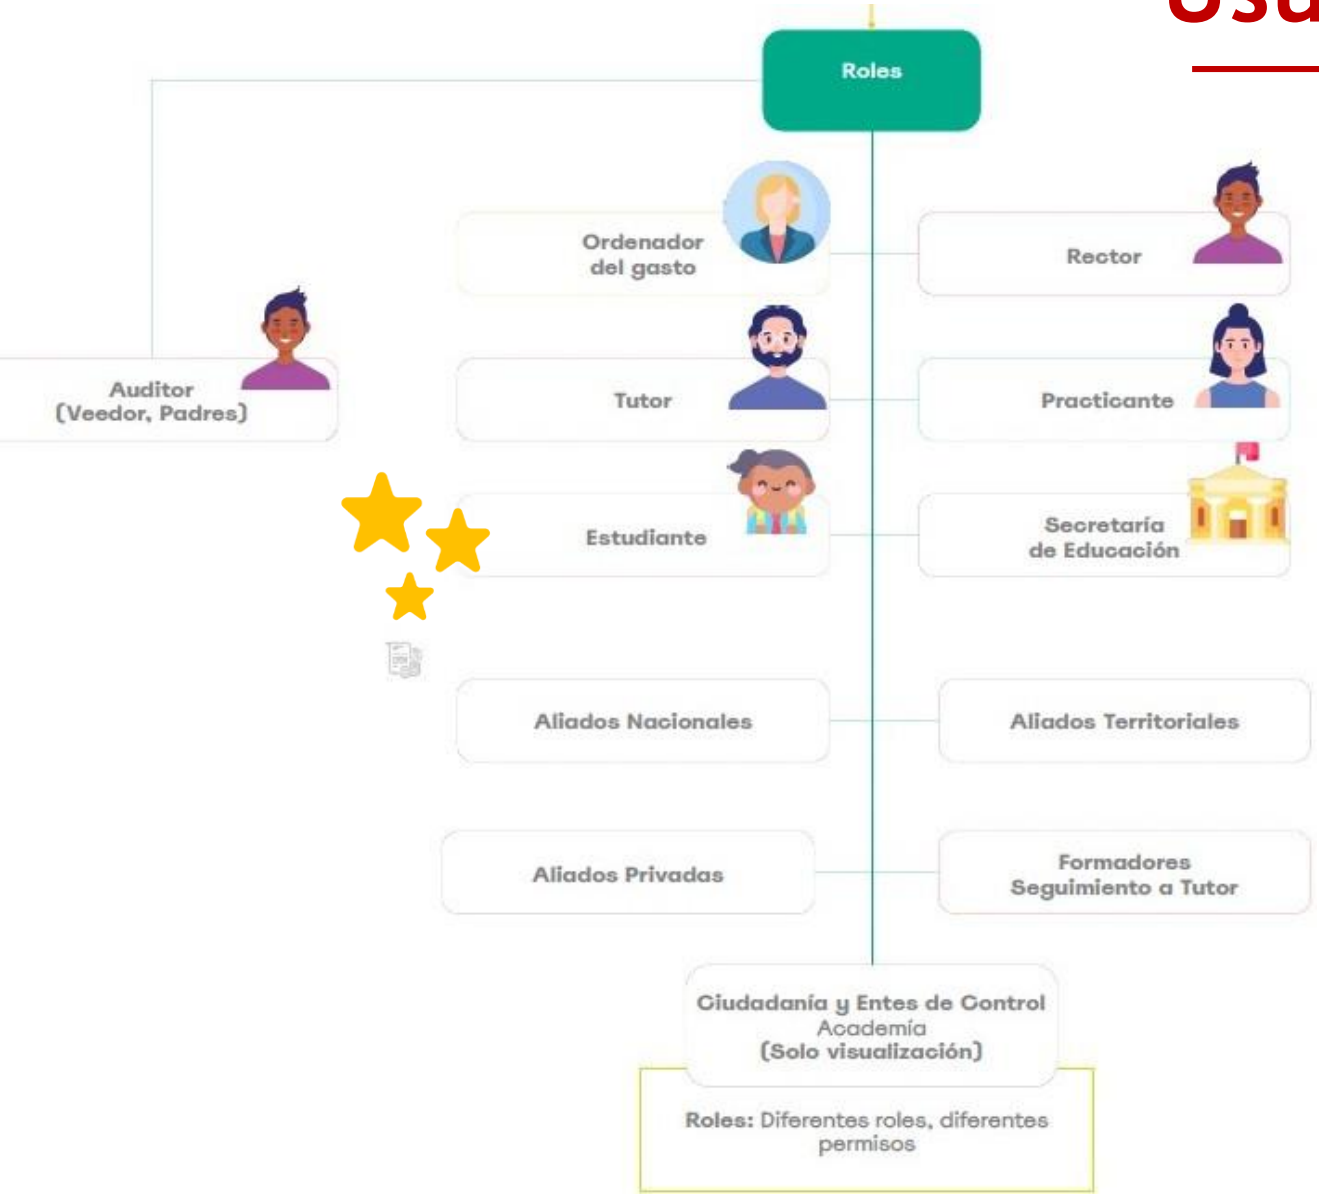 Roles
Ordenador
del gasto
Rector
Auditor
(Veedor, Padres)
Tutor
Practicante
Estudiante
Secretaría
de Educación
Aliados Nacionales
Aliados Territoriales
Aliados Privadas
Formadores
Seguimiento a Tutor
Ciudadanía y Entes de Control
Academía
(Solo visualización)
Roles: Diferentes roles, diferentes
permisos